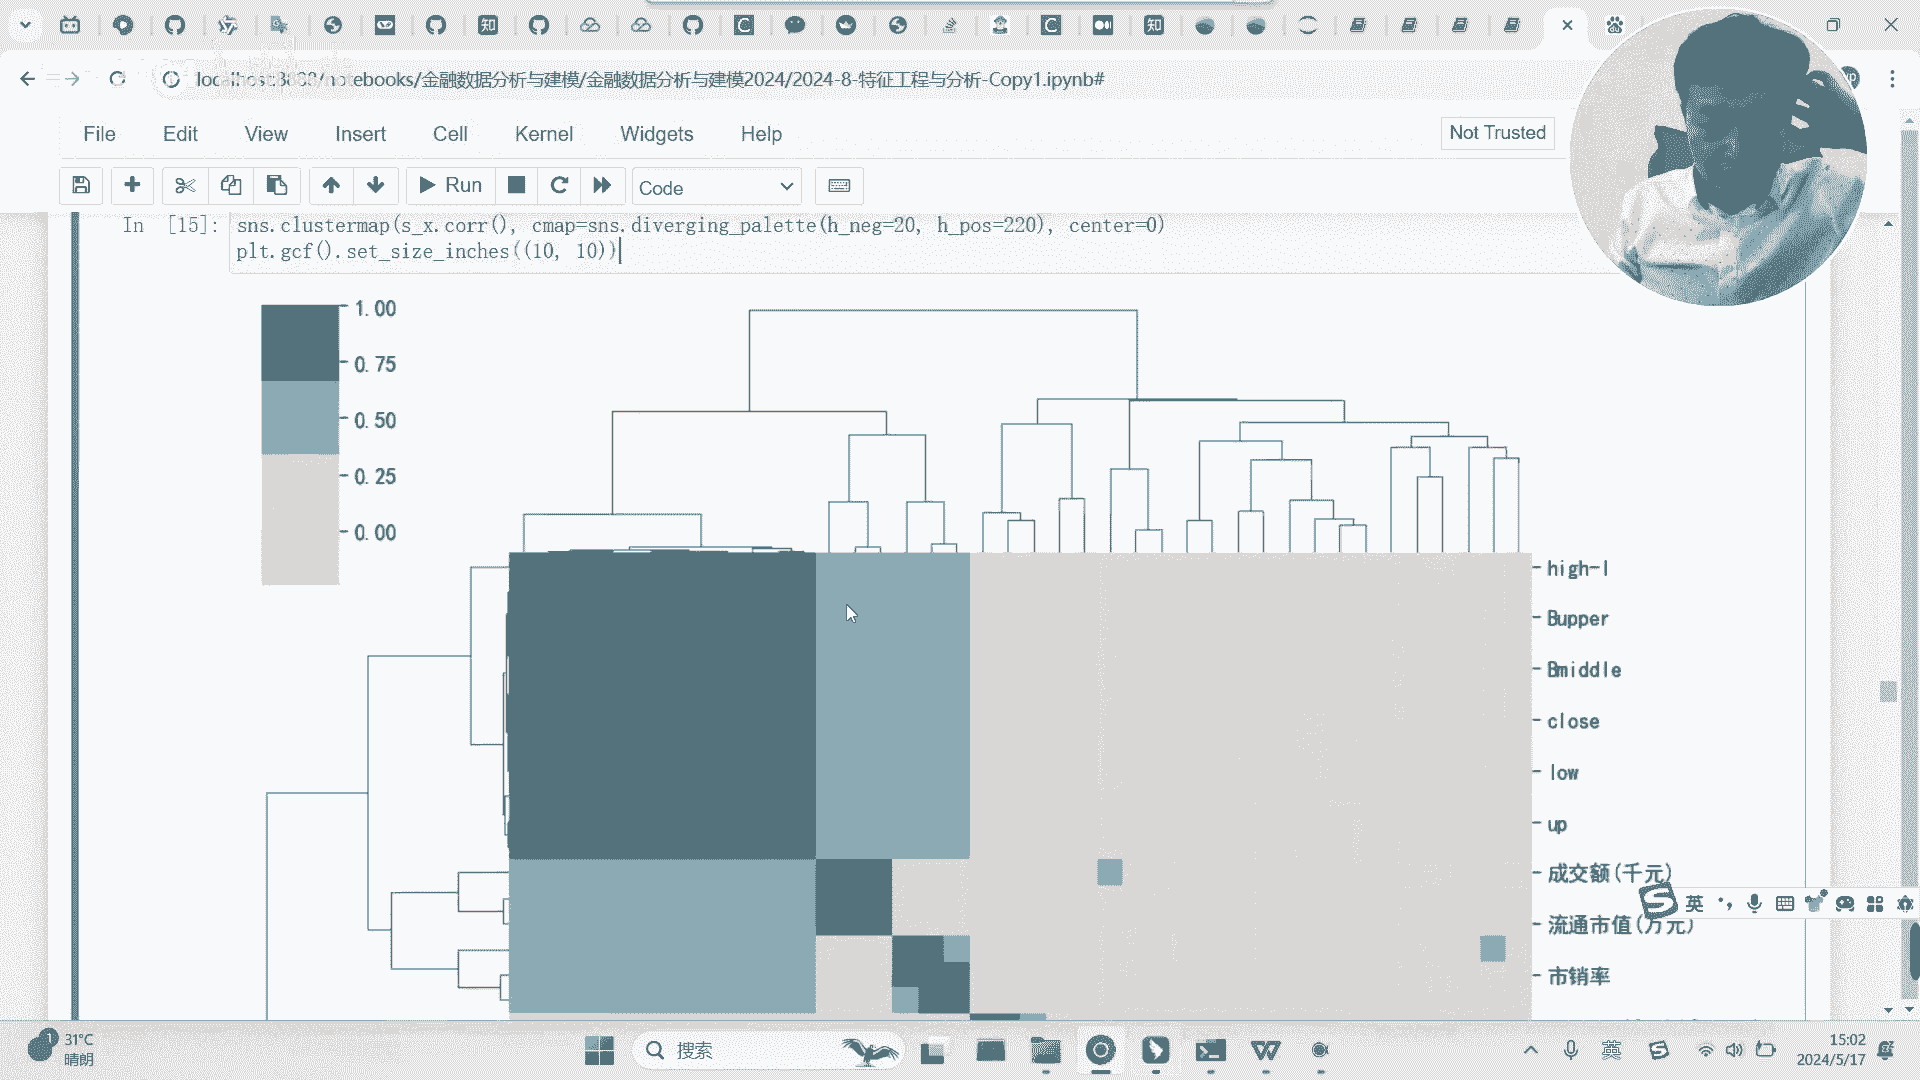 localhost:8888/notebooks/金融数据分析与建模/金融数据分析与建模2024/2024-8-特征工程与分析-Copy1.ipynb#
File Edit View Insert Cell Kernel Widgets Help
Not Trusted
Run
Code
In [15]: sns.clustermap(s_x.corr(), cmap=sns.diverging_palette(h_neg=20, h_pos=220), center=0)
plt.gcf().set_size_inches((10, 10))
1.00
0.75
0.50
0.25
0.00
high-l
Bupper
Bmiddle
close
low
up
成交额(千元)
流通市值(万元)
市销率
英
31°C
晴朗
搜索
英
15:02
2024/5/17